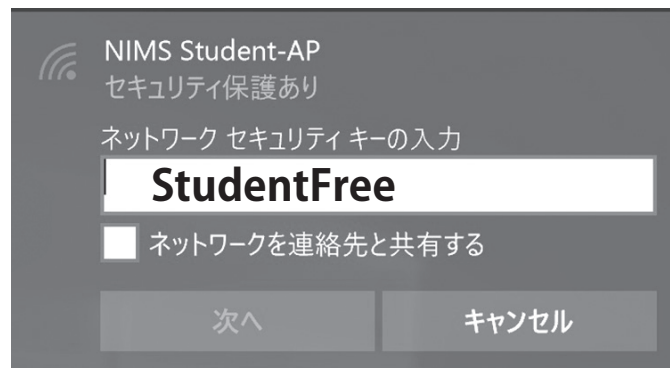 NIMS Student-AP
セキュリティ保護あり
ネットワーク セキュリティ キーの入力
StudentFree
ネットワークを連絡先と共有する
次へ
キャンセル